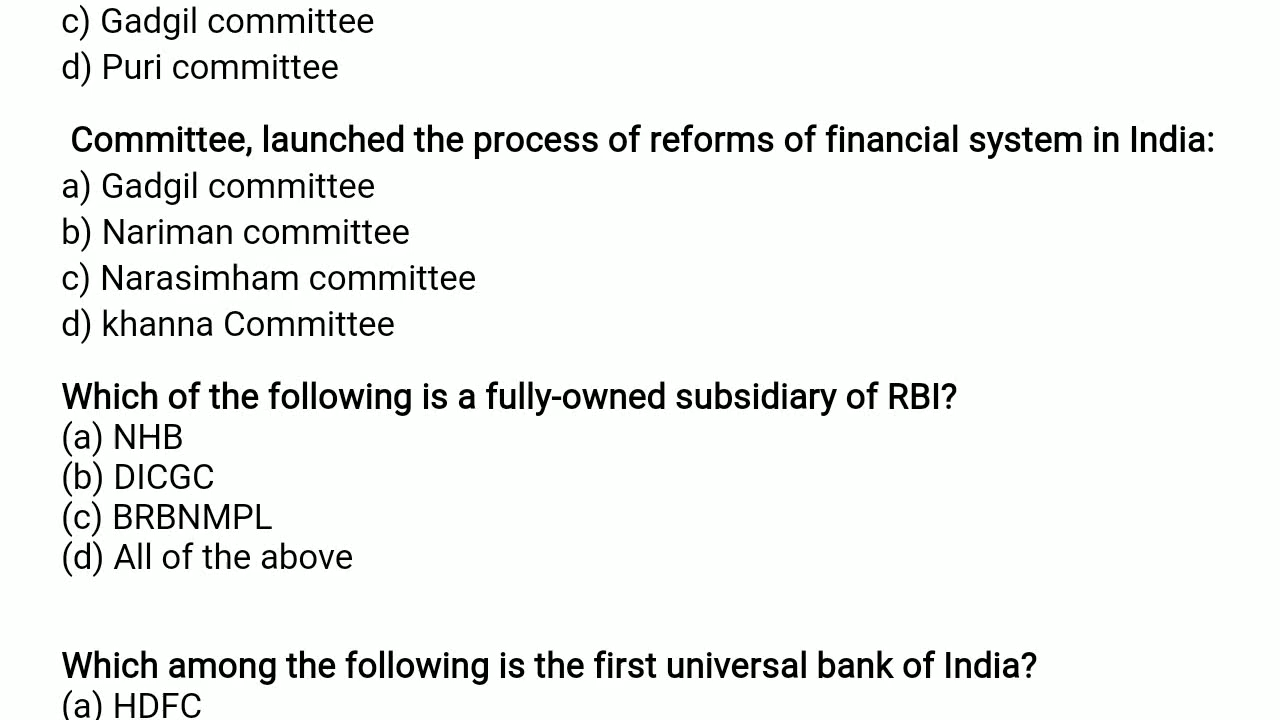 c) Gadgil committee
d) Puri committee
Committee, launched the process of reforms of financial system in India:
a) Gadgil committee
b) Nariman committee
c) Narasimham committee
d) khanna Committee
Which of the following is a fully-owned subsidiary of RBI?
(a) NHB
(b) DICGC
(c) BRBNMPL
(d) All of the above
Which among the following is the first universal bank of India?
(a) HDFC